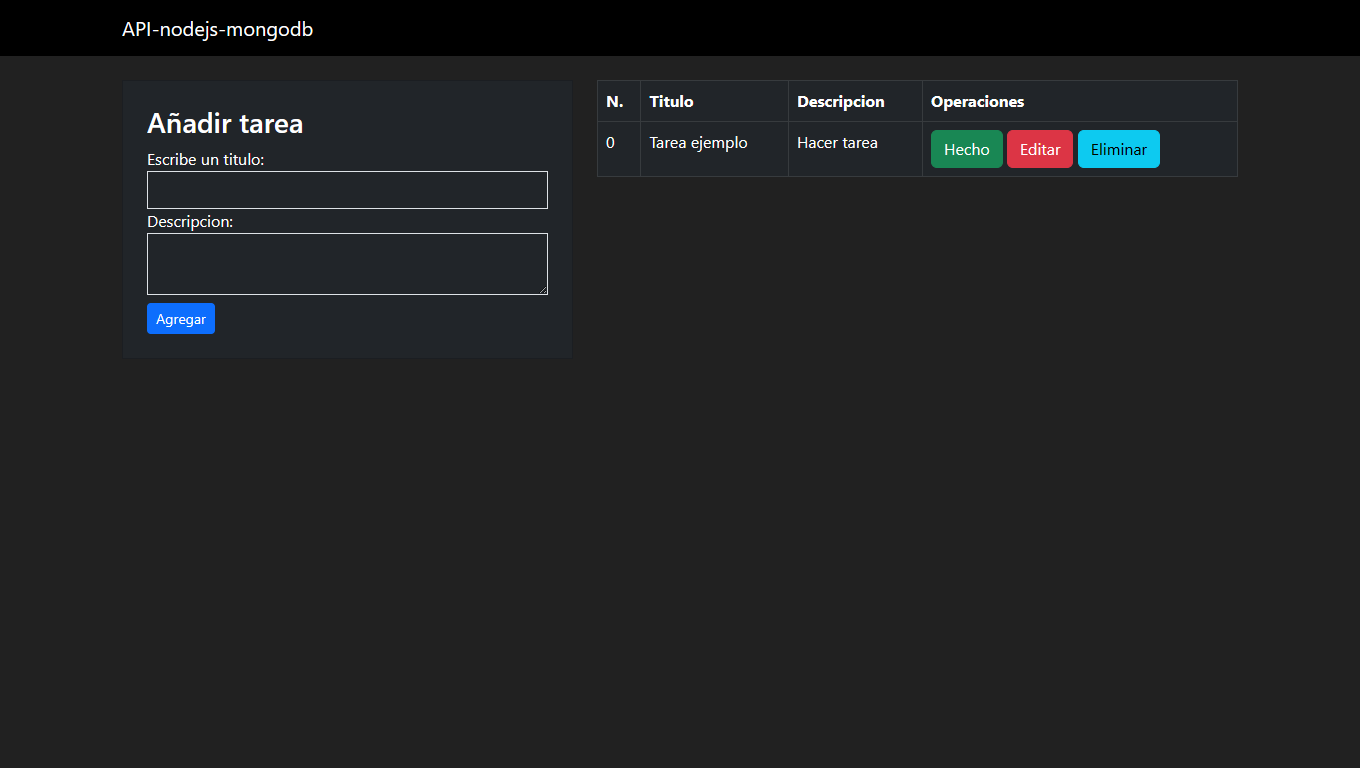 API-nodejs-mongodb
Añadir tarea
Escribe un titulo:
Descripcion:
Agregar
N. Titulo Descripcion Operaciones
0 Tarea ejemplo Hacer tarea Hecho Editar Eliminar